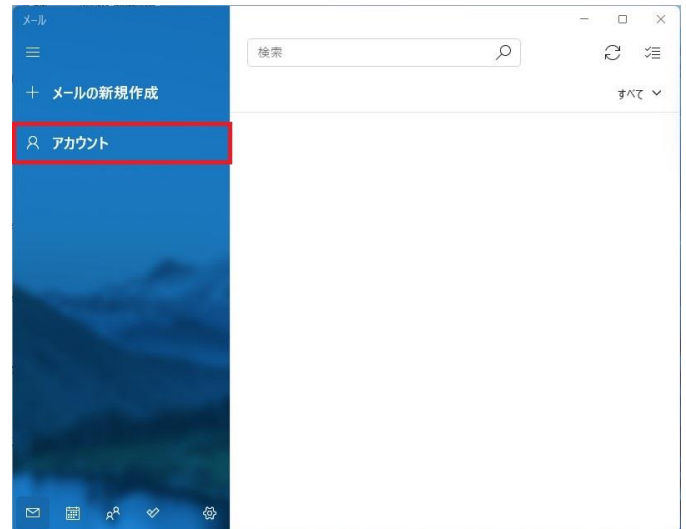 メール
検索
メールの新規作成
すべて
アカウント